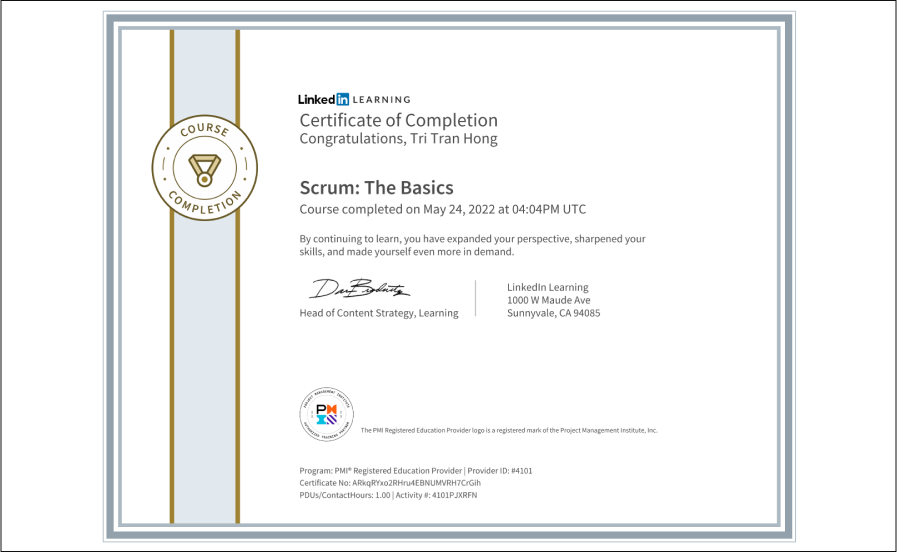 LinkedIn LEARNING
Certificate of Completion
Congratulations, Tri Tran Hong
COURSE
COMPLETION
Scrum: The Basics
Course completed on May 24, 2022 at 04:04PM UTC
By continuing to learn, you have expanded your perspective, sharpened your
skills, and made yourself even more in demand.
Head of Content Strategy, Learning
LinkedIn Learning
1000 W Maude Ave
Sunnyvale, CA 94085
PROJECT MANAGEMENT INSTITUTE
PMI
AUTHORIZED TRAINING PARTNER
The PMI Registered Education Provider logo is a registered mark of the Project Management Institute, Inc.
Program: PMI® Registered Education Provider | Provider ID: #4101
Certificate No: ARkqRYxo2RHru4EBNUMVRH7CrGih
PDUs/ContactHours: 1.00 | Activity #: 4101PJXRFN